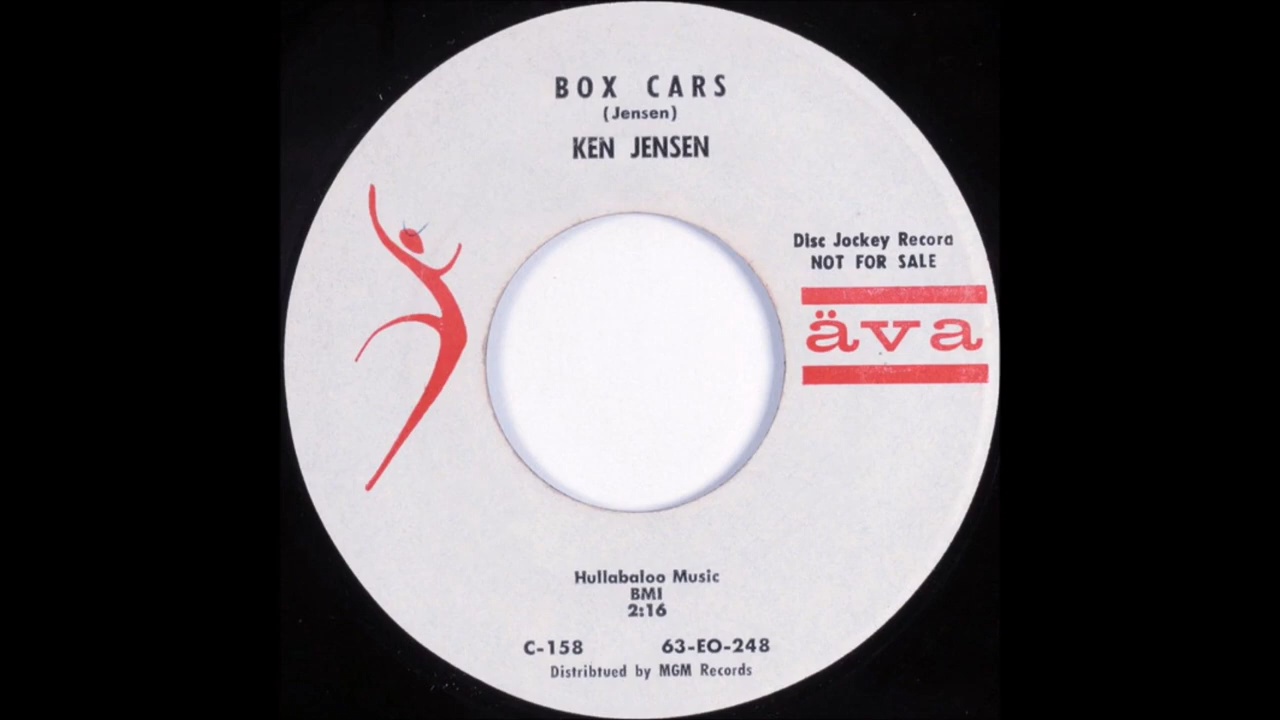 BOX CARS
(Jensen)
KEN JENSEN
Disc Jockey Record
NOT FOR SALE
äva
Hullabaloo Music
BMI
2:16
C-158 63-EO-248
Distribtued by MGM Records